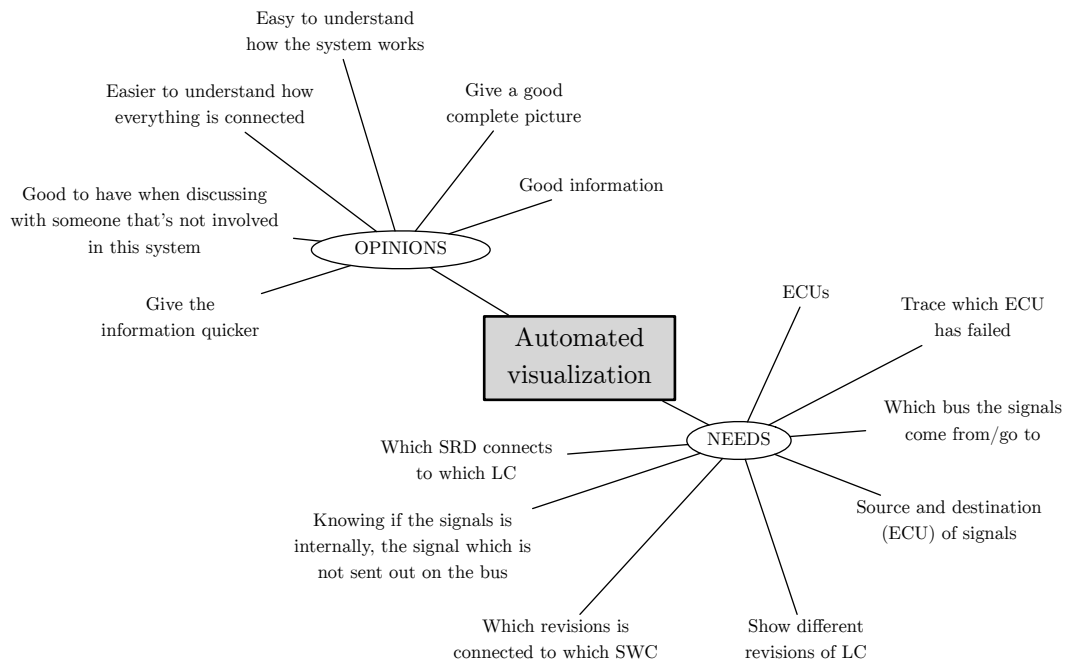 Easy to understand
how the system works
Easier to understand how
everything is connected
Give a good
complete picture
Good to have when discussing
with someone that's not involved
in this system
Good information
OPINIONS
Give the
information quicker
Automated
visualization
ECUs
Trace which ECU
has failed
Which bus the signals
come from/go to
NEEDS
Which SRD connects
to which LC
Source and destination
(ECU) of signals
Knowing if the signals is
internally, the signal which is
not sent out on the bus
Which revisions is
connected to which SWC
Show different
revisions of LC